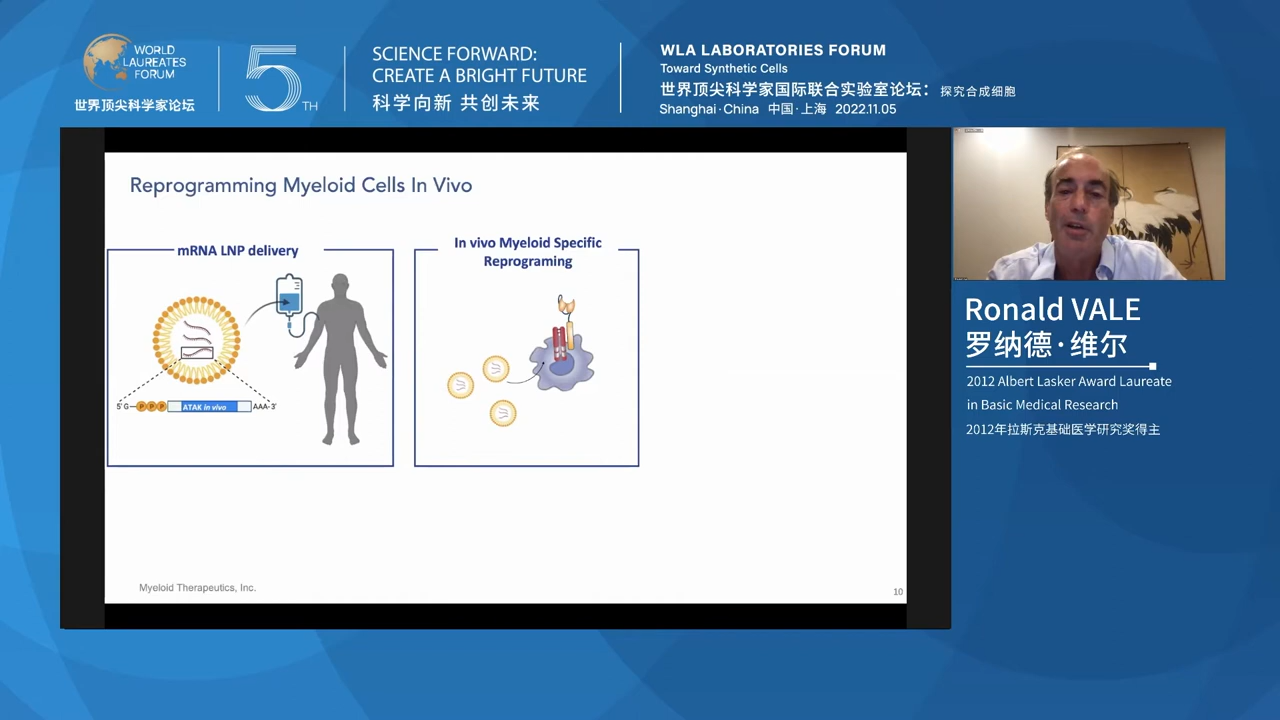 WORLD
LAUREATES
FORUM
世界顶尖科学家论坛
5TH
SCIENCE FORWARD:
CREATE A BRIGHT FUTURE
科学向新 共创未来
WLA LABORATORIES FORUM
Toward Synthetic Cells
世界顶尖科学家国际联合实验室论坛：探究合成细胞
Shanghai·China 中国·上海 2022.11.05
Reprogramming Myeloid Cells In Vivo
mRNA LNP delivery
5'G P P P ATAK in vivo AAA-3'
In vivo Myeloid Specific
Reprograming
Myeloid Therapeutics, Inc.
10
Ronald VALE
罗纳德·维尔
2012 Albert Lasker Award Laureate
in Basic Medical Research
2012年拉斯克基础医学研究奖得主